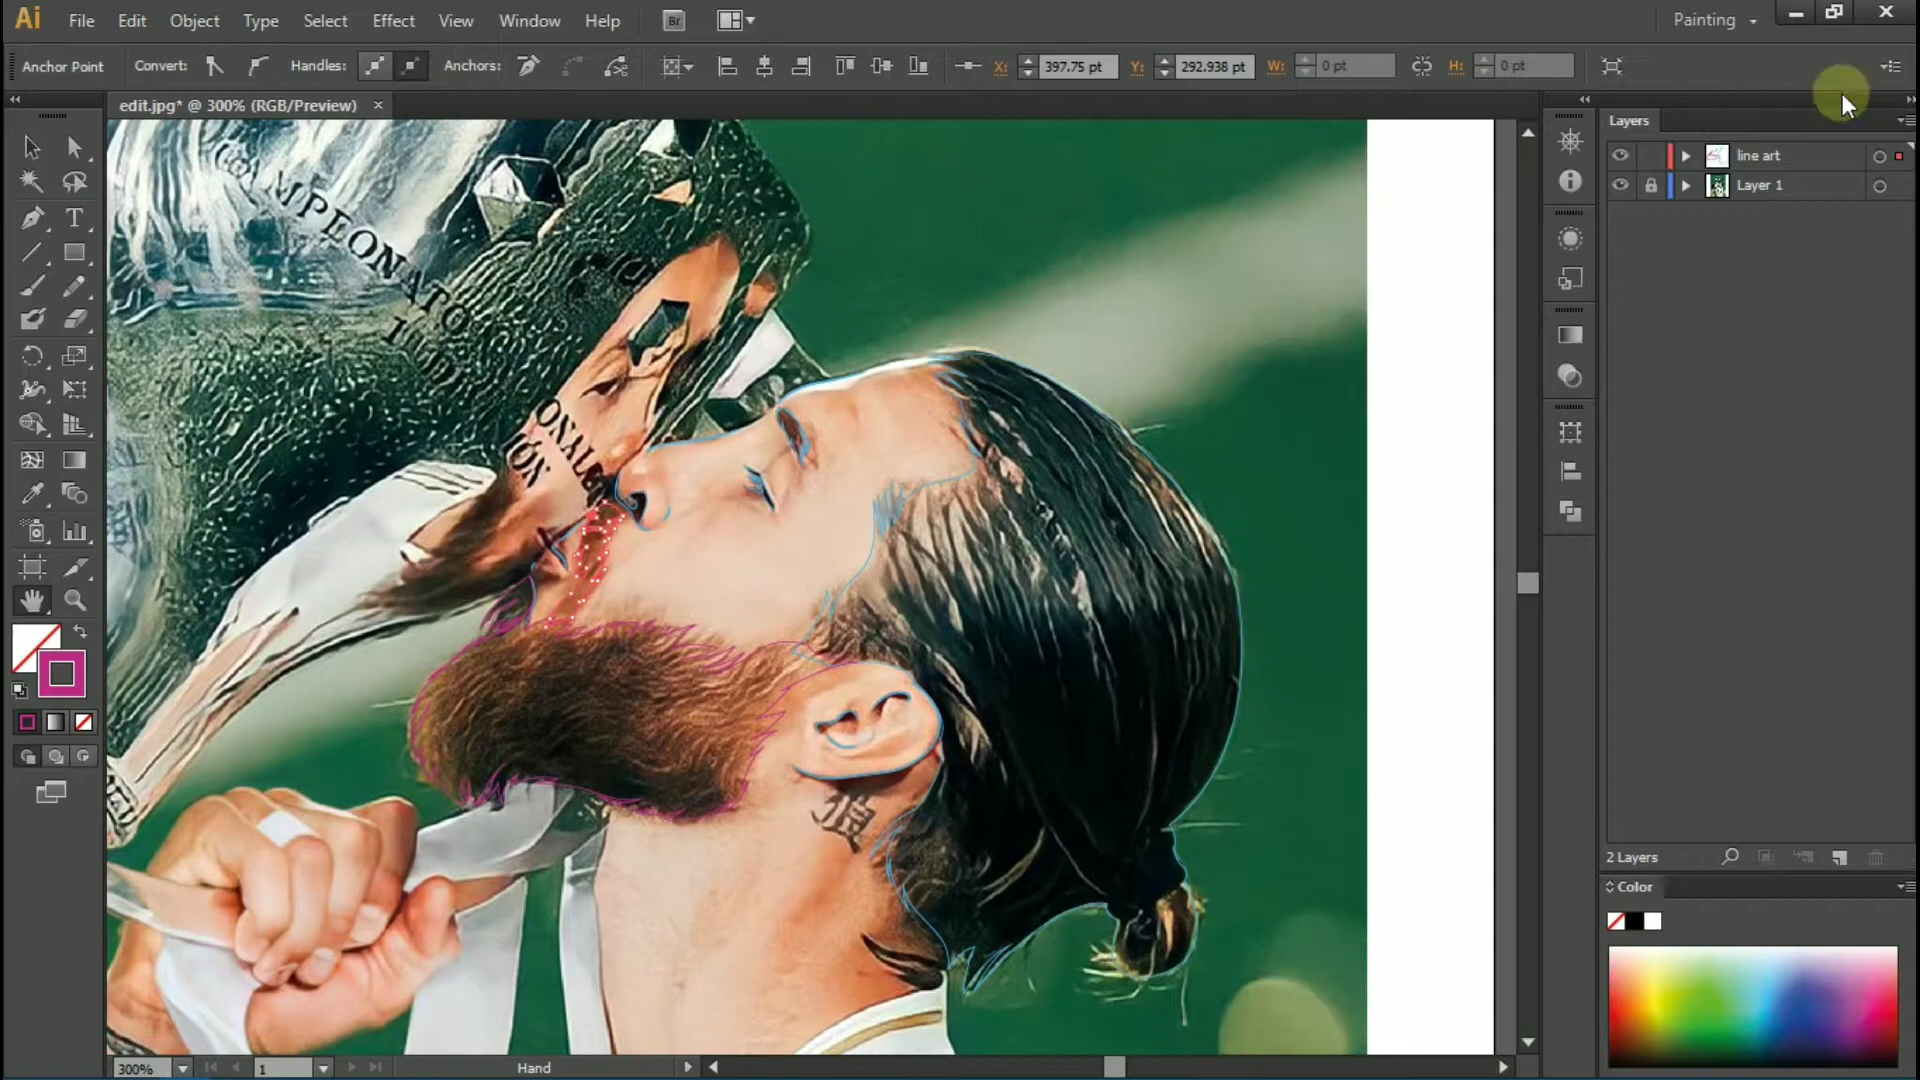 Ai File Edit Object Type Select Effect View Window Help Br Painting
Anchor Point Convert: Handles: Anchors: X: 397.75 pt Y: 292.938 pt W: 0 pt H: 0 pt
edit.jpg* @ 300% (RGB/Preview)
Layers
line art
Layer 1
CAMPEONATO
狼
2 Layers
Color
300% 1 Hand